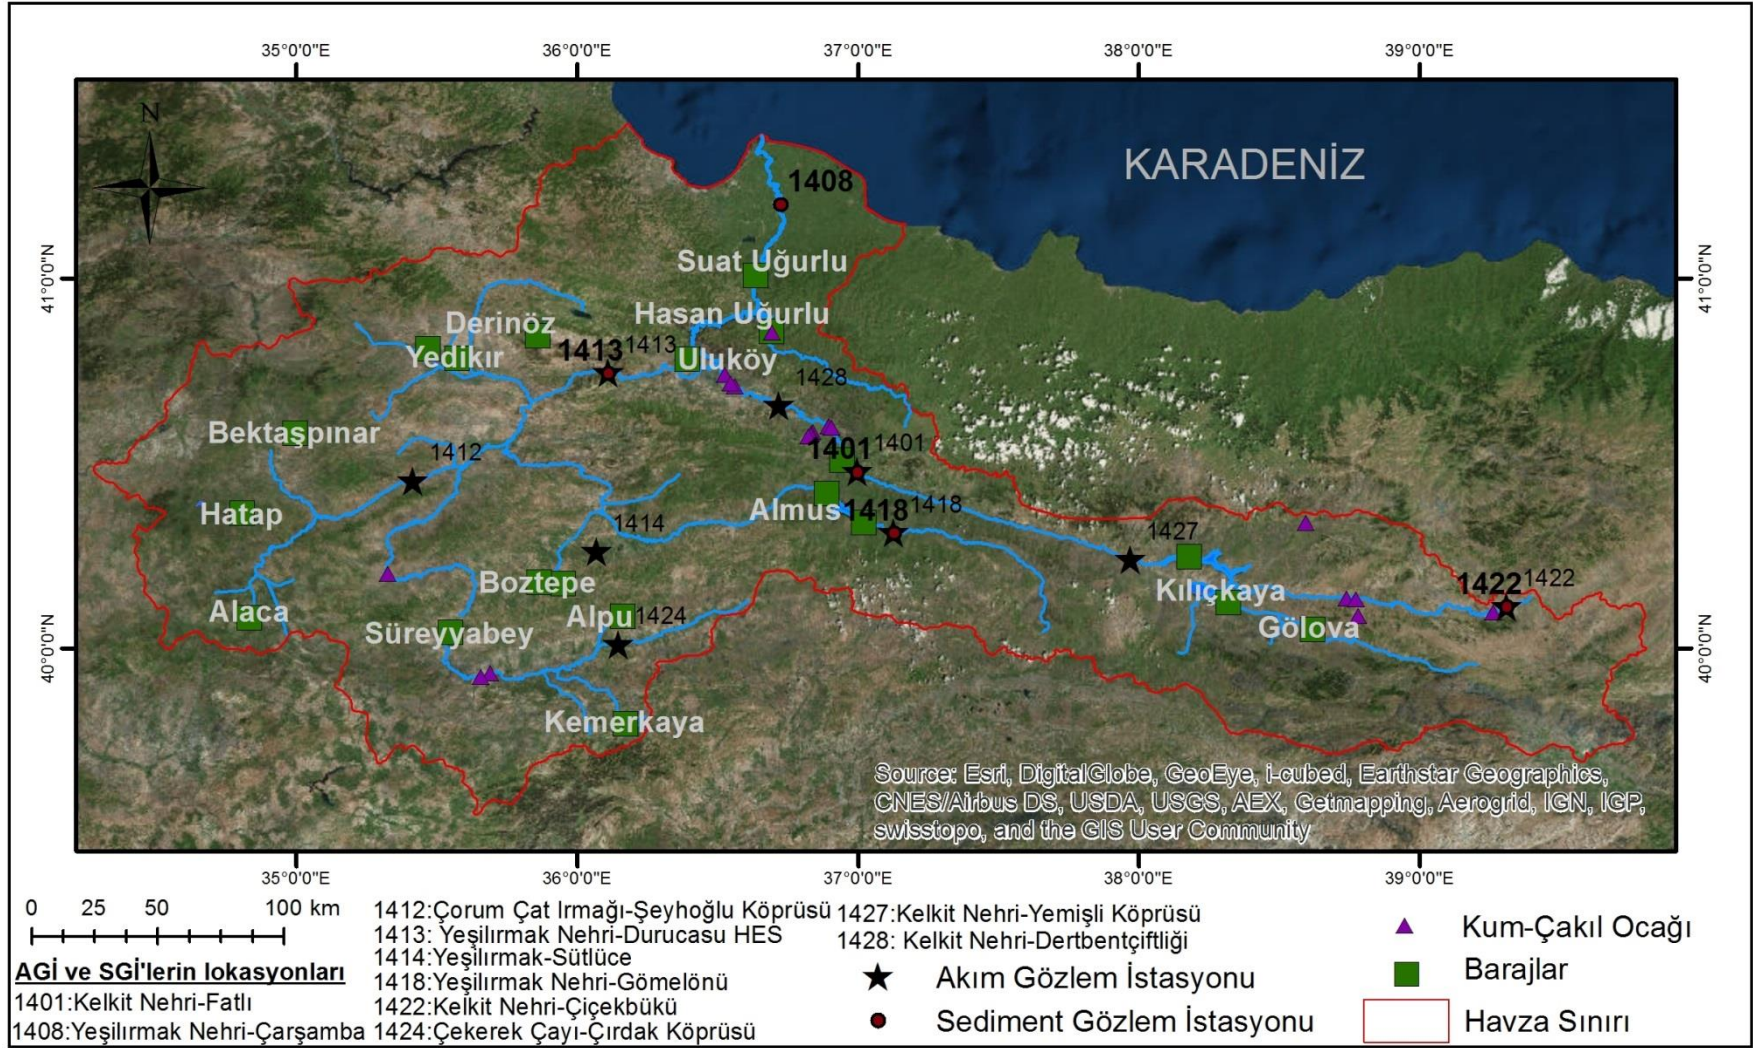 35°0'0"E 36°0'0"E 37°0'0"E 38°0'0"E 39°0'0"E
N
KARADENİZ
1408
41°0'0"N
Suat Uğurlu
41°0'0"N
Hasan Uğurlu
Derinöz
1413 1413
Yedikır
Uluköy
1428
Bektaşpınar
1412
1401 1401
Hatap
Almus 1418 1418
1414
1427
Boztepe
Kılıçkaya
1422 1422
Alaca
Alpu 1424
Süreyyabey
Gölova
40°0'0"N
40°0'0"N
Kemerkaya
Source: Esri, DigitalGlobe, GeoEye, i-cubed, Earthstar Geographics,
CNES/Airbus DS, USDA, USGS, AEX, Getmapping, Aerogrid, IGN, IGP,
swisstopo, and the GIS User Community
35°0'0"E 36°0'0"E 37°0'0"E 38°0'0"E 39°0'0"E
0 25 50 100 km
AGİ ve SGİ'lerin lokasyonları
1401:Kelkit Nehri-Fatlı
1408:Yeşilırmak Nehri-Çarşamba
1412:Çorum Çat Irmağı-Şeyhoğlu Köprüsü
1413: Yeşilırmak Nehri-Durucasu HES
1414:Yeşilırmak-Sütlüce
1418:Yeşilırmak Nehri-Gömelönü
1422:Kelkit Nehri-Çiçekbükü
1424:Çekerek Çayı-Çırdak Köprüsü
1427:Kelkit Nehri-Yemişli Köprüsü
1428: Kelkit Nehri-Dertbentçiftliği
Akım Gözlem İstasyonu
Sediment Gözlem İstasyonu
Kum-Çakıl Ocağı
Barajlar
Havza Sınırı